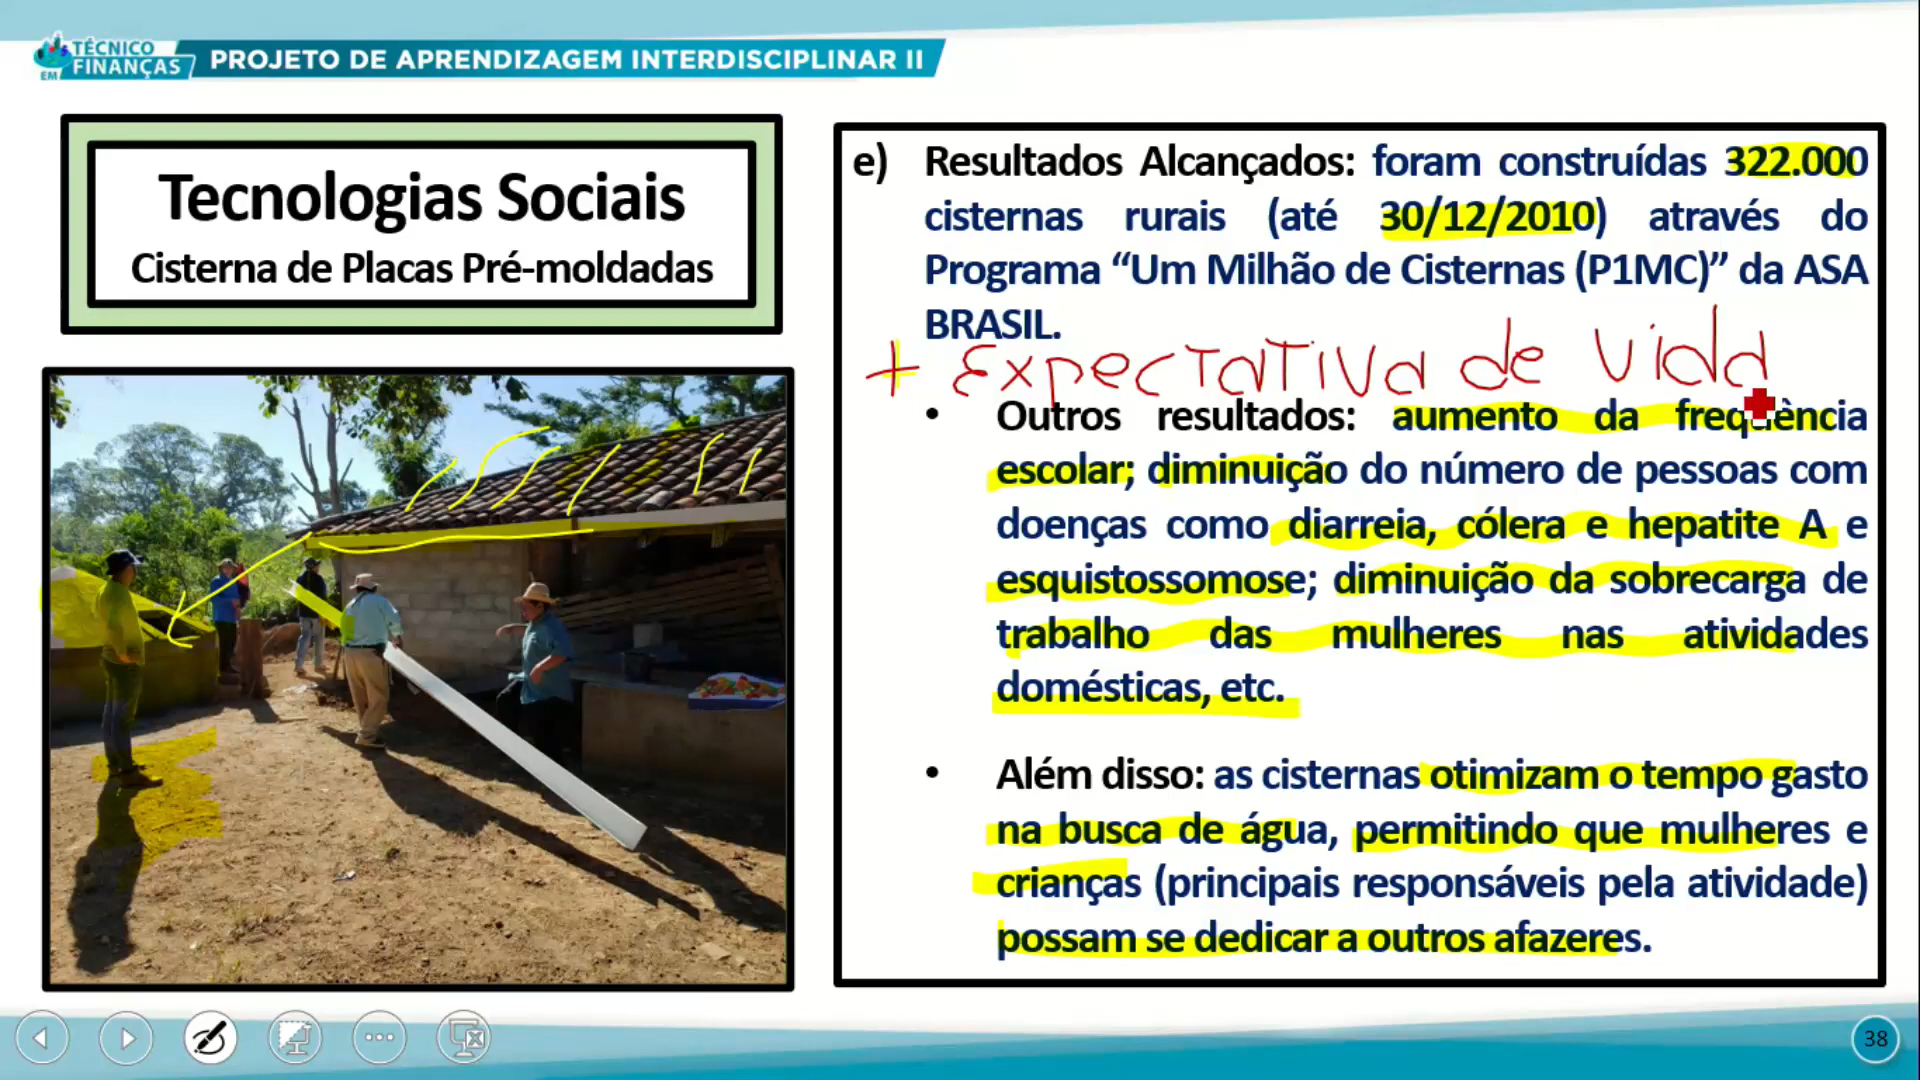 TÉCNICO
EM FINANÇAS
PROJETO DE APRENDIZAGEM INTERDISCIPLINAR II
Tecnologias Sociais
Cisterna de Placas Pré-moldadas
e) Resultados Alcançados: foram construídas 322.000
cisternas rurais (até 30/12/2010) através do
Programa “Um Milhão de Cisternas (P1MC)” da ASA
BRASIL.
+ Expectativa de vida
• Outros resultados: aumento da freqüência
escolar; diminuição do número de pessoas com
doenças como diarreia, cólera e hepatite A e
esquistossomose; diminuição da sobrecarga de
trabalho das mulheres nas atividades
domésticas, etc.
• Além disso: as cisternas otimizam o tempo gasto
na busca de água, permitindo que mulheres e
crianças (principais responsáveis pela atividade)
possam se dedicar a outros afazeres.
38